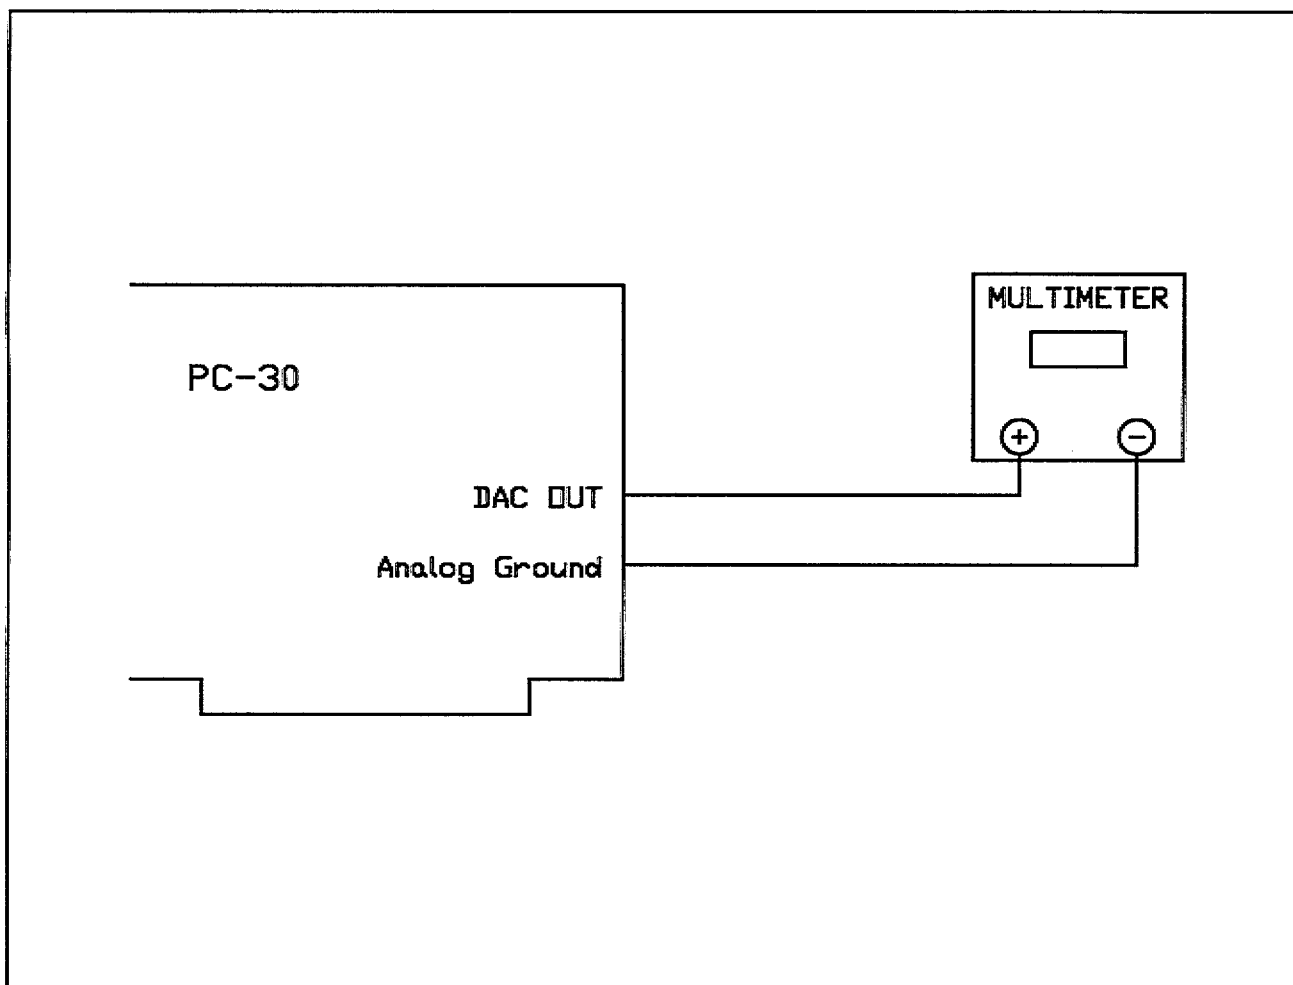 MULTIMETER
PC-30
+ -
DAC OUT
Analog Ground